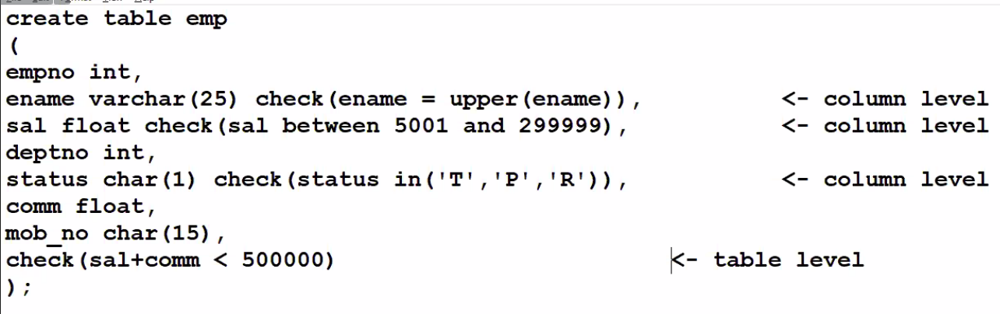 create table emp
(
empno int,
ename varchar(25) check(ename = upper(ename)), <- column level
sal float check(sal between 5001 and 299999), <- column level
deptno int,
status char(1) check(status in('T','P','R')), <- column level
comm float,
mob_no char(15),
check(sal+comm < 500000) <- table level
);